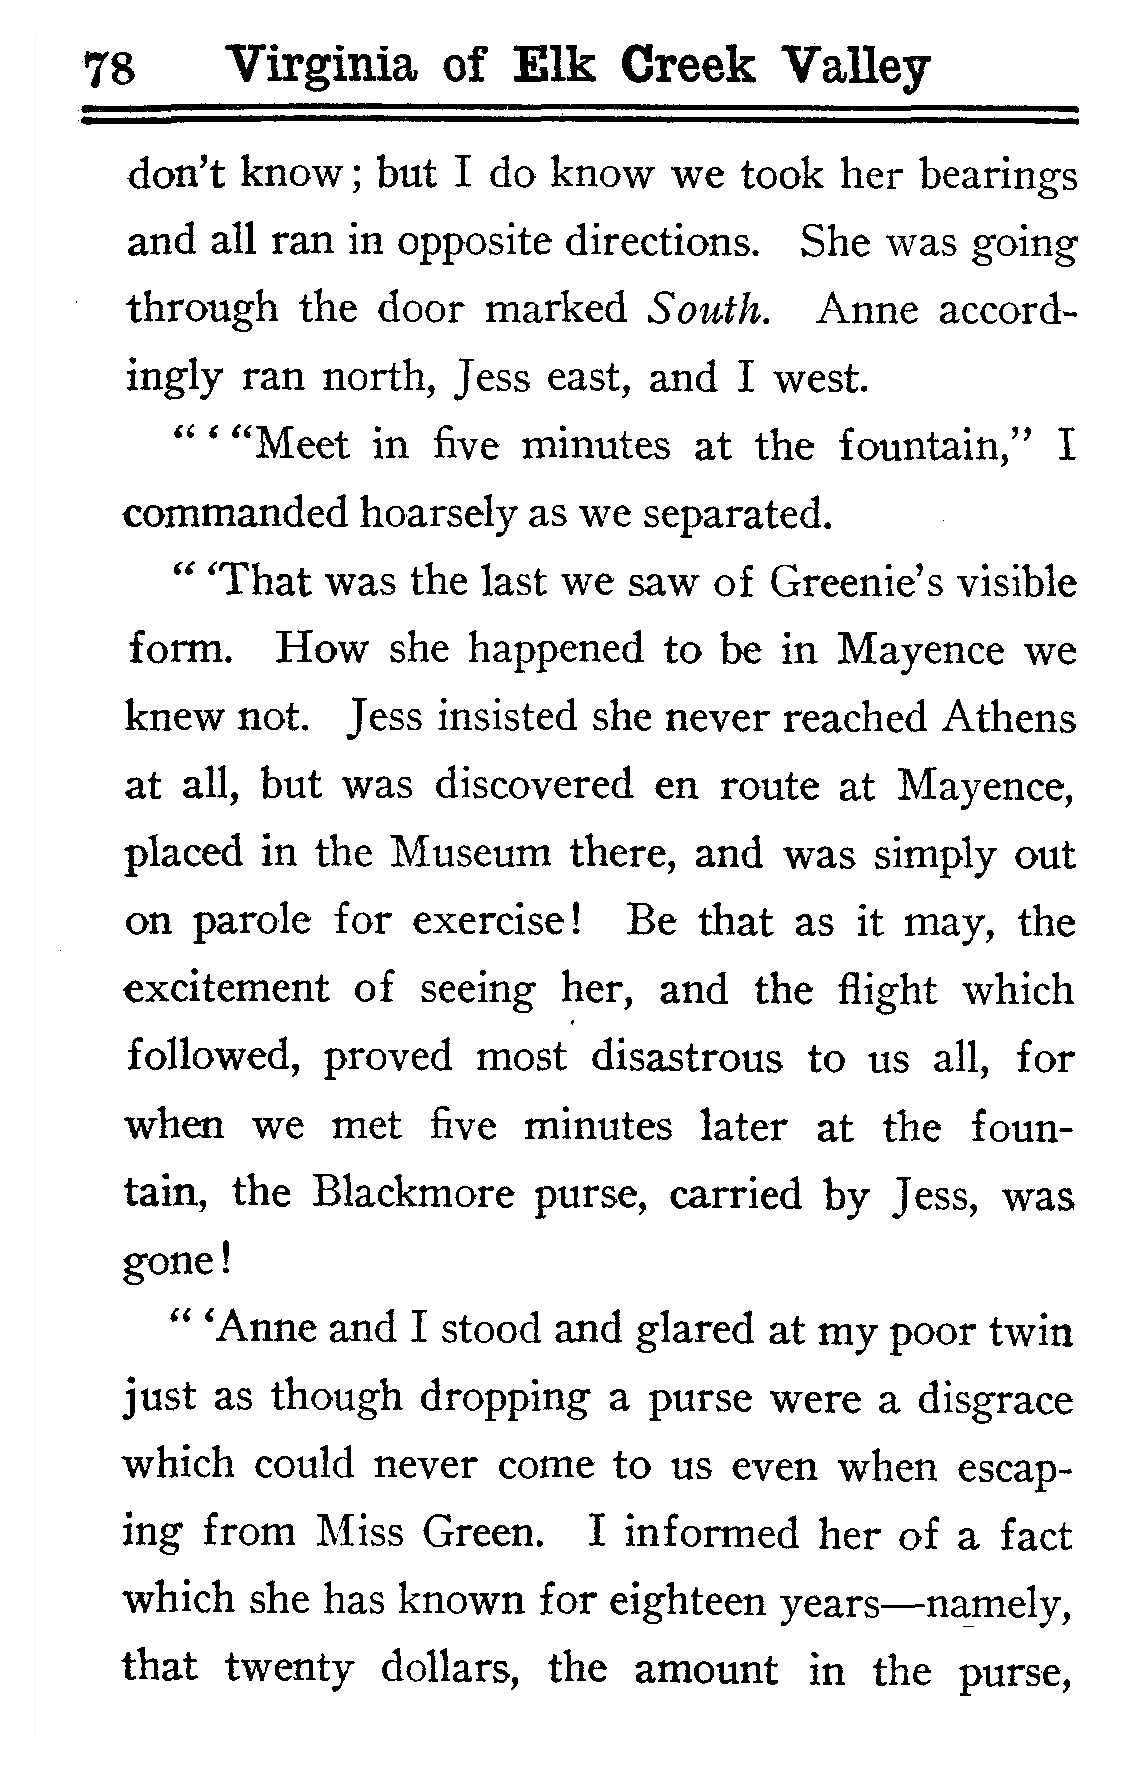 78 Virginia of Elk Creek Valley
don't know; but I do know we took her bearings
and all ran in opposite directions. She was going
through the door marked South. Anne accord-
ingly ran north, Jess east, and I west.
" ' "Meet in five minutes at the fountain," I
commanded hoarsely as we separated.
" 'That was the last we saw of Greenie's visible
form. How she happened to be in Mayence we
knew not. Jess insisted she never reached Athens
at all, but was discovered en route at Mayence,
placed in the Museum there, and was simply out
on parole for exercise! Be that as it may, the
excitement of seeing her, and the flight which
followed, proved most disastrous to us all, for
when we met five minutes later at the foun-
tain, the Blackmore purse, carried by Jess, was
gone!
" 'Anne and I stood and glared at my poor twin
just as though dropping a purse were a disgrace
which could never come to us even when escap-
ing from Miss Green. I informed her of a fact
which she has known for eighteen years—namely,
that twenty dollars, the amount in the purse,